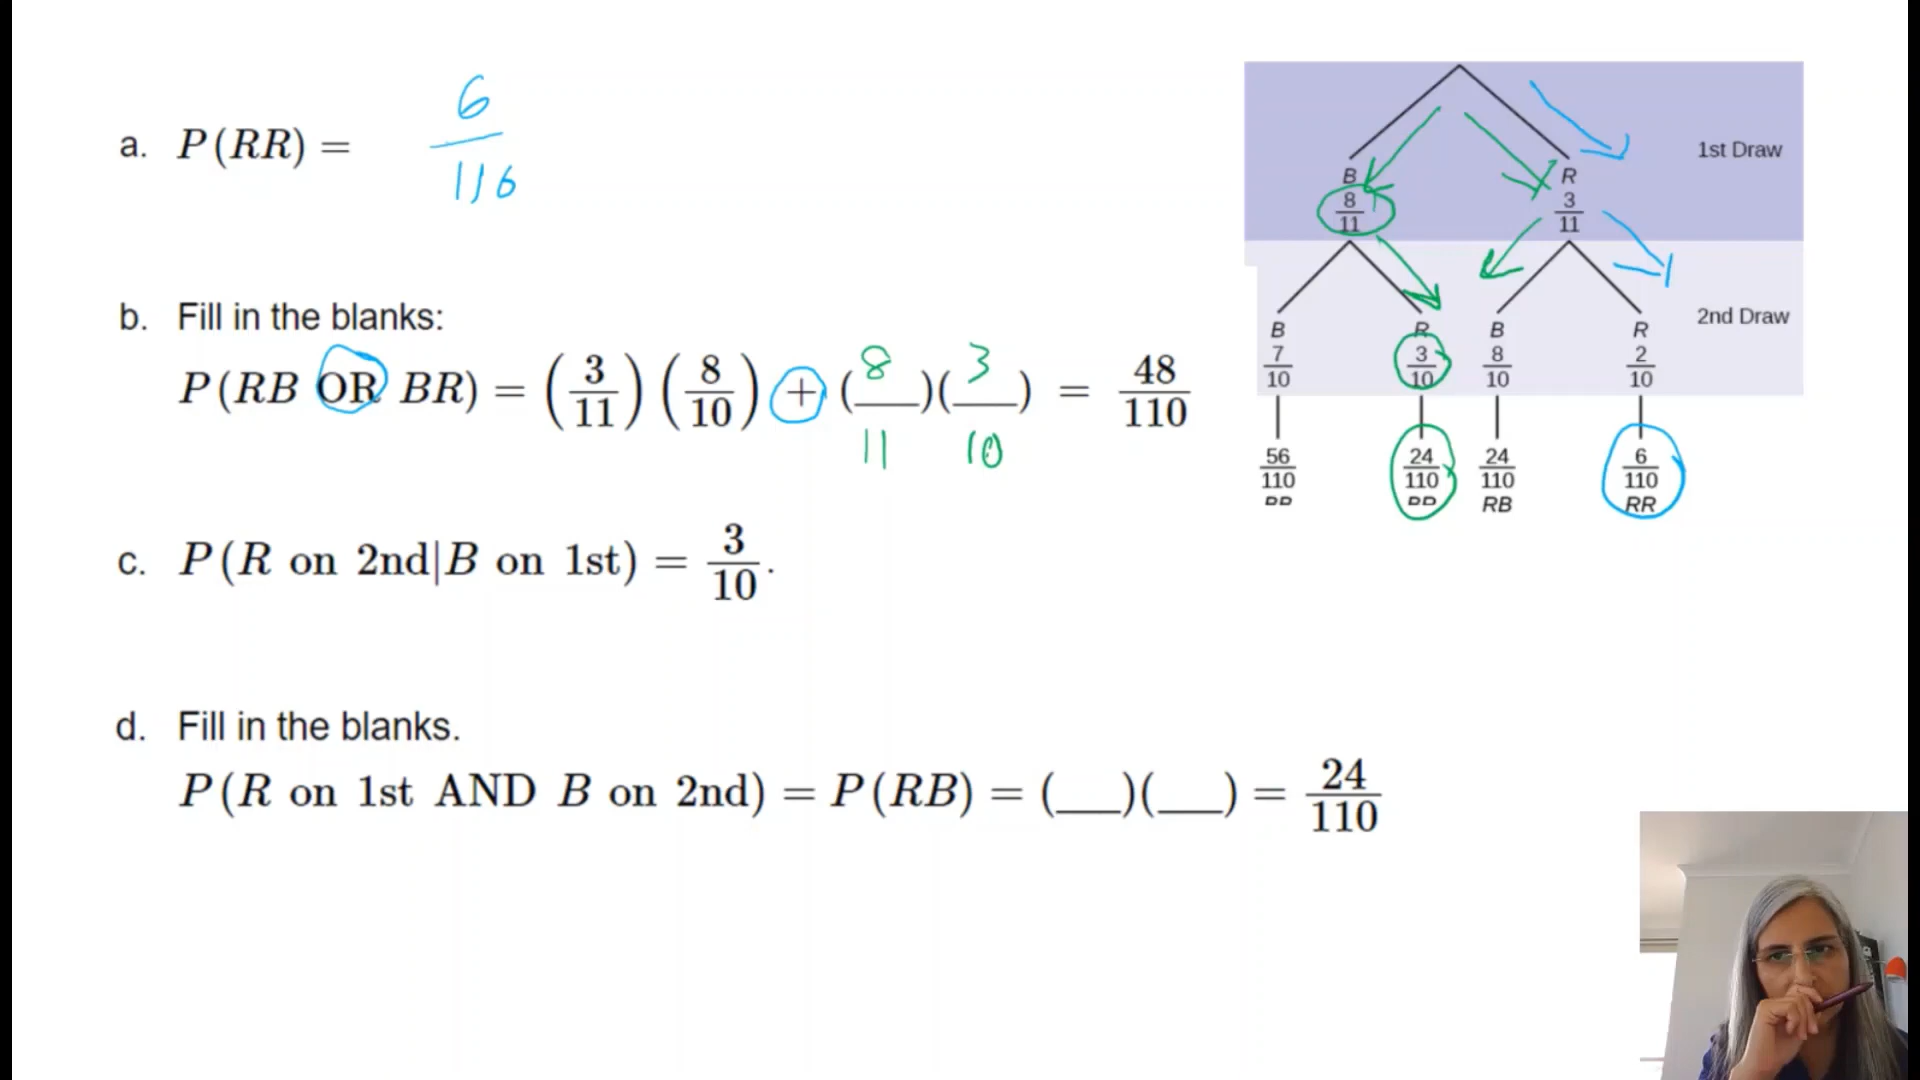 a. P(RR) = 6/110
b. Fill in the blanks:
P(RB OR BR) = (3/11)(8/10) + (8/11)(3/10) = 48/110
c. P(R on 2nd|B on 1st) = 3/10.
d. Fill in the blanks.
P(R on 1st AND B on 2nd) = P(RB) = (__)(__) = 24/110
1st Draw
B R
8/11 3/11
2nd Draw
B R B R
7/10 3/10 8/10 2/10
56/110 24/110 24/110 6/110
RB RR